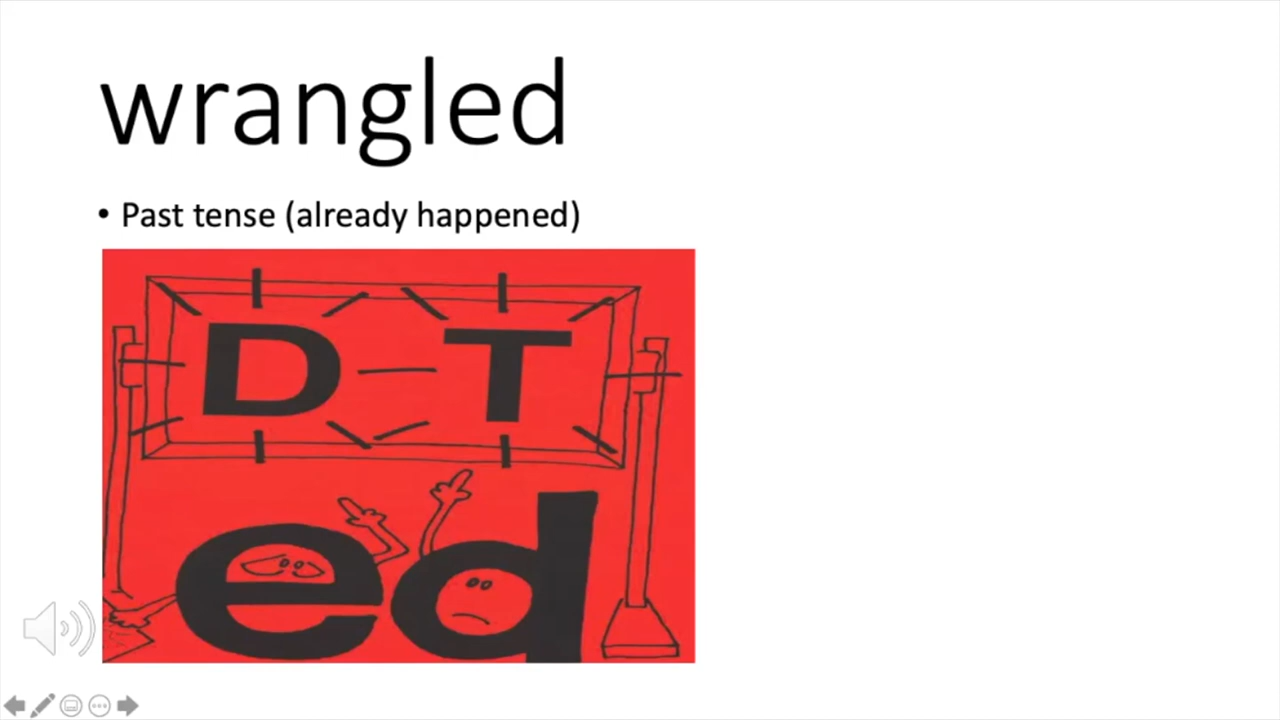 wrangled
• Past tense (already happened)
D – T
ed